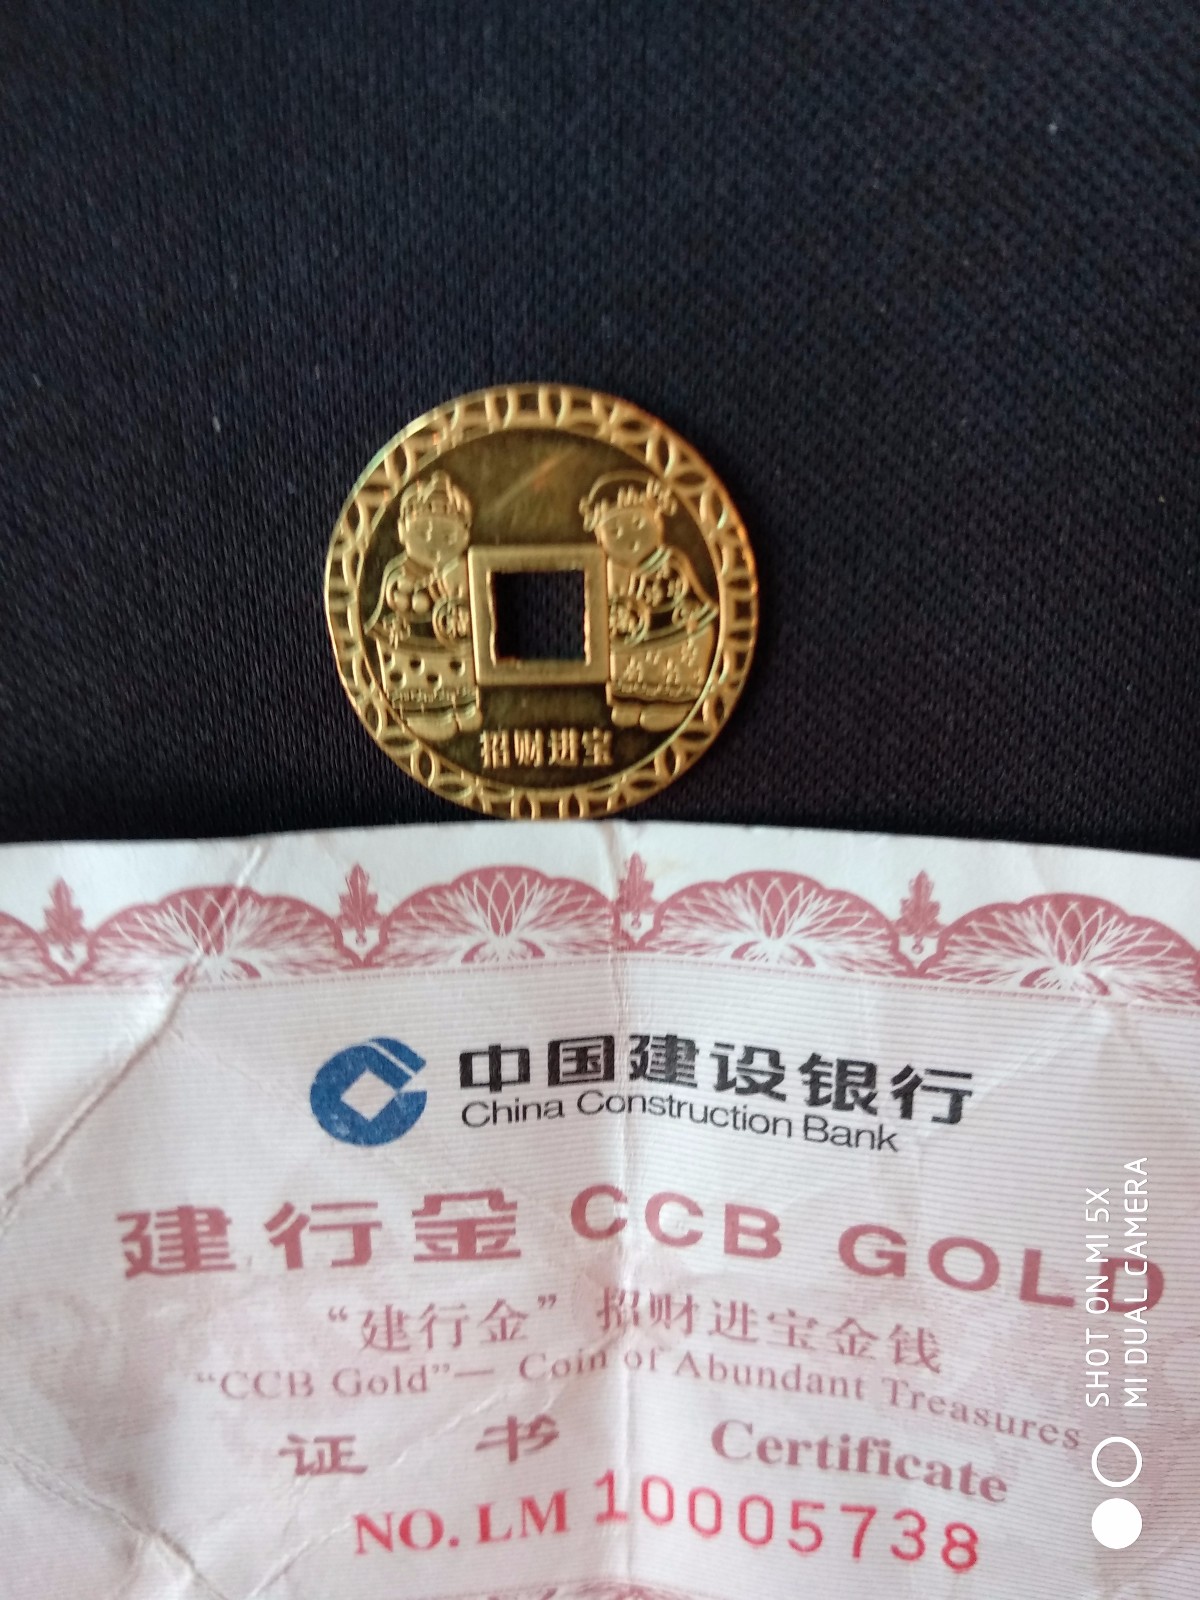 招财进宝
中国建设银行
China Construction Bank
建行金 CCB GOLD
“建行金”招财进宝金钱
“CCB Gold”— Coin of Abundant Treasures
证 书 Certificate
NO. LM 10005738
SHOT ON MI 5X
MI DUAL CAMERA